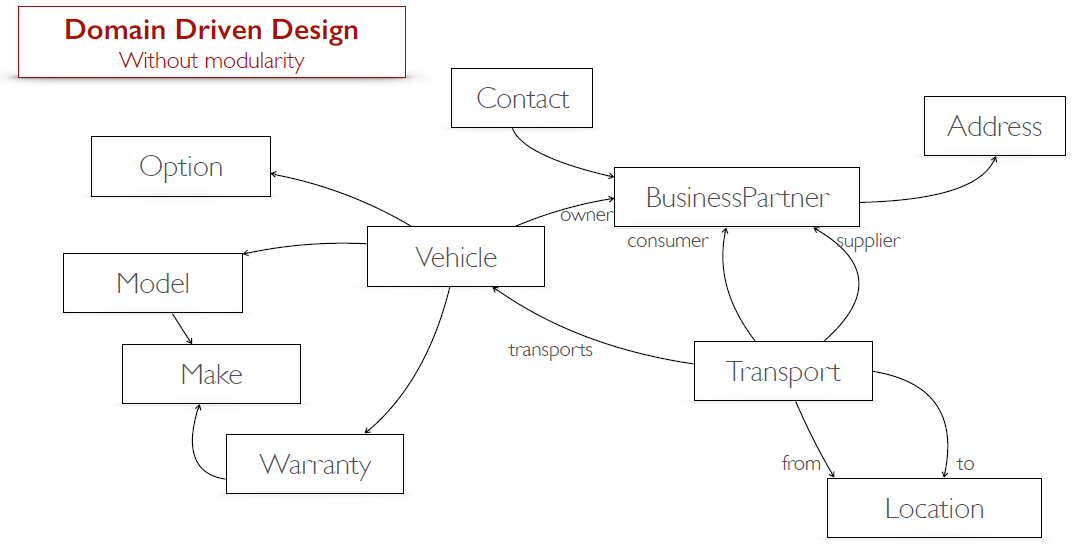 Domain Driven Design
Without modularity
Contact
Address
Option
BusinessPartner
owner
consumer
supplier
Vehicle
Model
transports
Make
Transport
Warranty
from
to
Location